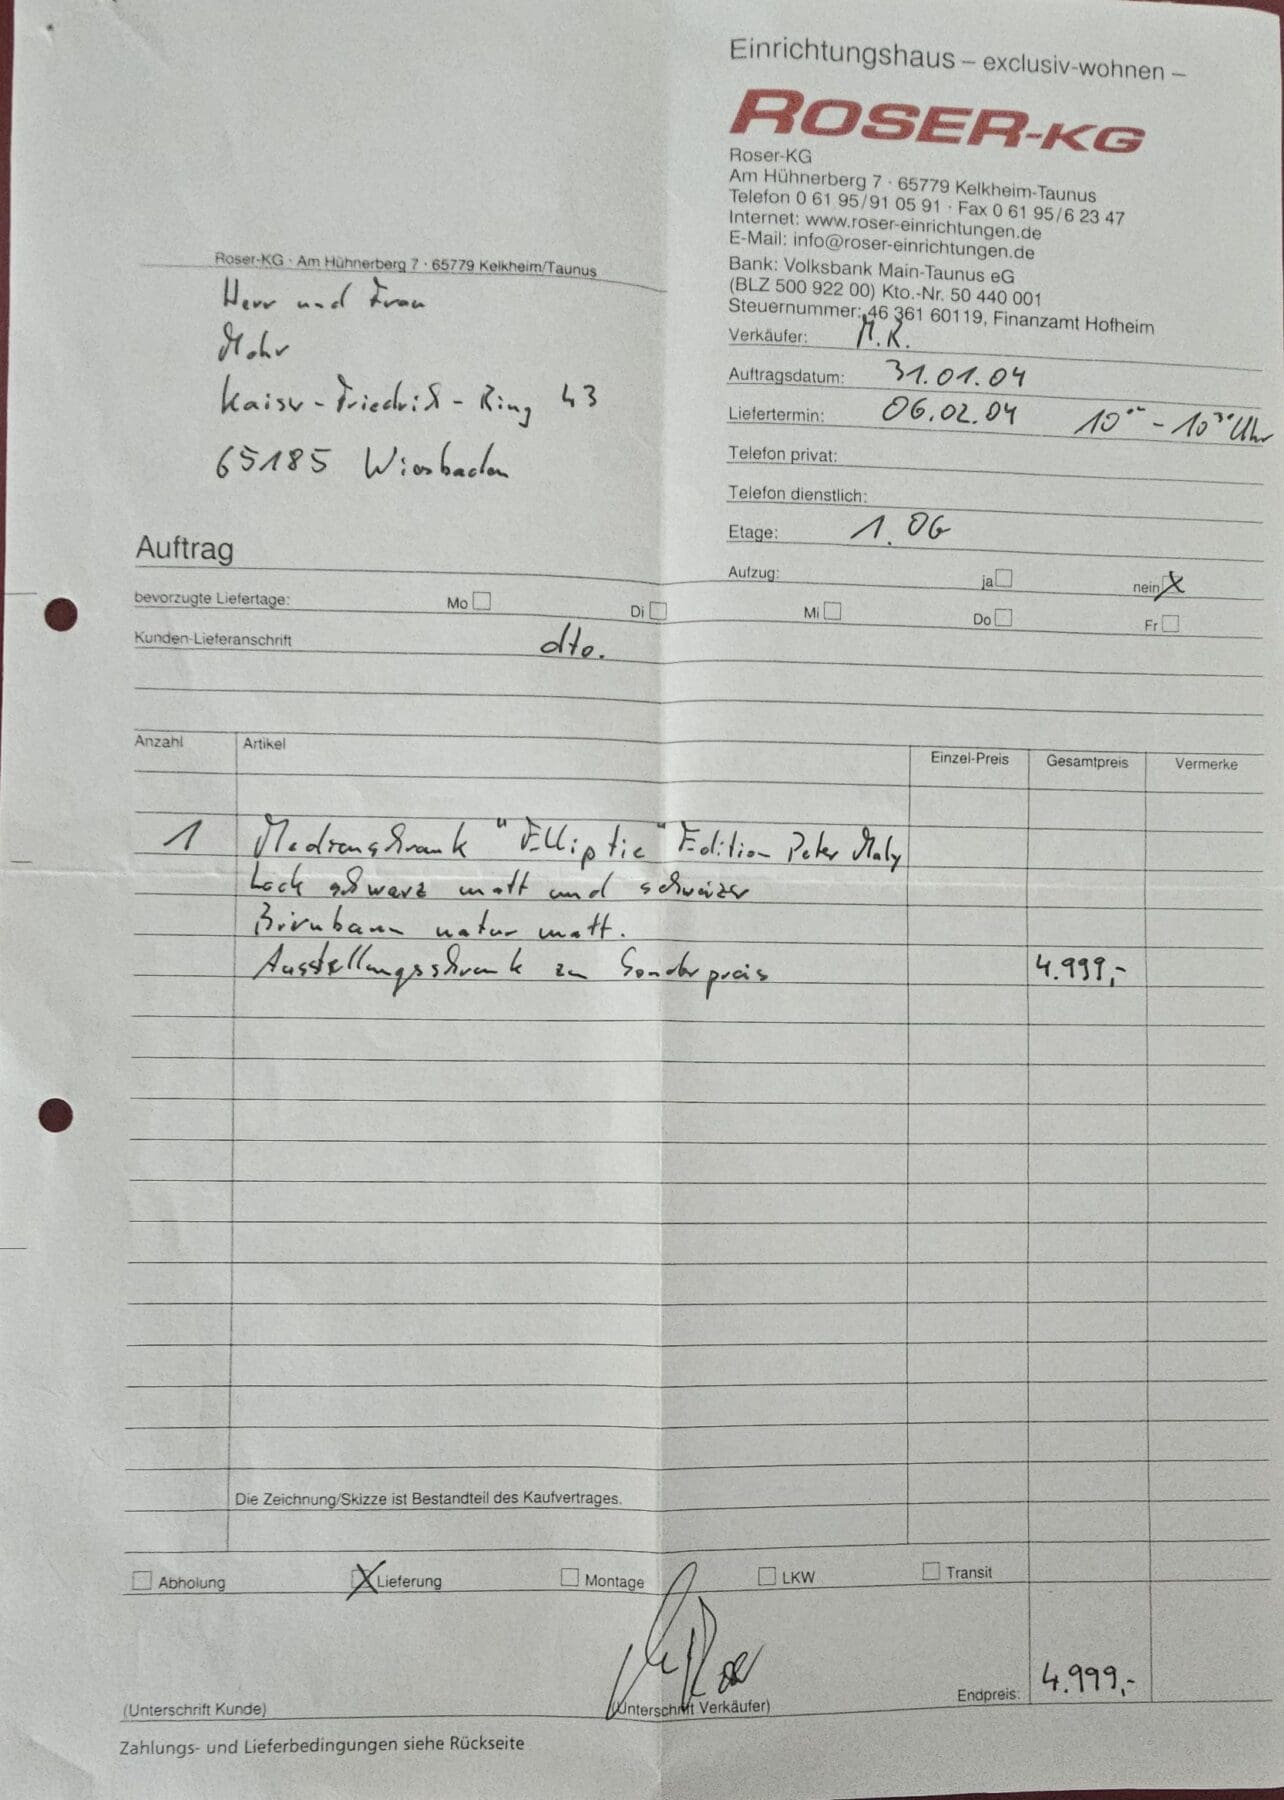 Einrichtungshaus – exclusiv-wohnen –
ROSER-KG
Roser-KG
Am Hühnerberg 7 · 65779 Kelkheim-Taunus
Telefon 0 61 95/91 05 91 · Fax 0 61 95/6 23 47
Internet: www.roser-einrichtungen.de
E-Mail: info@roser-einrichtungen.de
Bank: Volksbank Main-Taunus eG
(BLZ 500 922 00) Kto.-Nr. 50 440 001
Steuernummer: 46 361 60119, Finanzamt Hofheim
Roser-KG · Am Hühnerberg 7 · 65779 Kelkheim/Taunus
Herr und Frau
Mohr
Kaiser-Friedrich-Ring 43
65185 Wiesbaden
Verkäufer: M.R.
Auftragsdatum: 31.01.04
Liefertermin: 06.02.04 10°° - 10³° Uhr
Telefon privat:
Telefon dienstlich:
Etage: 1. OG
Auftrag
Aufzug: ja nein X
bevorzugte Liefertage: Mo Di Mi Do Fr
Kunden-Lieferanschrift dto.
Anzahl Artikel Einzel-Preis Gesamtpreis Vermerke
1 Medienschrank "Elliptic" Edition Peter Maly
Lack schwarz matt und schweizer
Birnbaum natur matt.
Ausstellungsschrank zum Sonderpreis 4.999,-
Die Zeichnung/Skizze ist Bestandteil des Kaufvertrages.
Abholung X Lieferung Montage LKW Transit
Endpreis: 4.999,-
(Unterschrift Kunde) (Unterschrift Verkäufer)
Zahlungs- und Lieferbedingungen siehe Rückseite